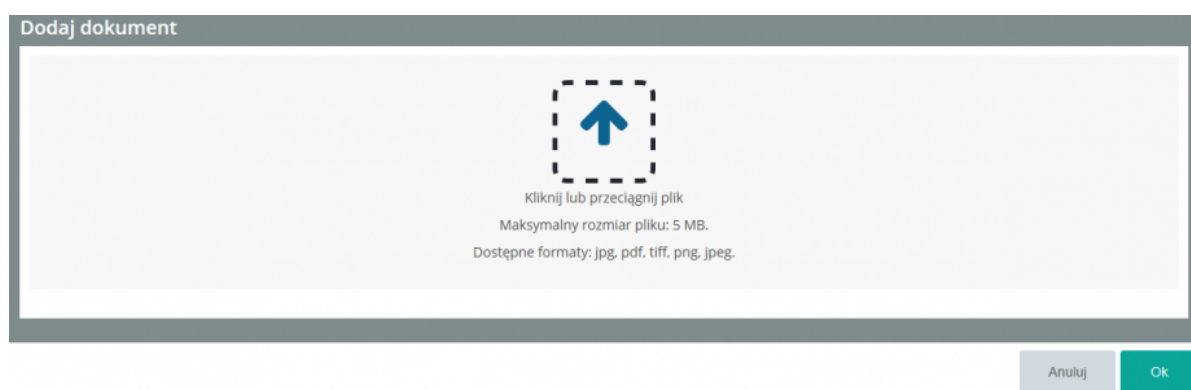 Dodaj dokument
Kliknij lub przeciągnij plik
Maksymalny rozmiar pliku: 5 MB.
Dostępne formaty: jpg, pdf, tiff, png, jpeg.
Anuluj
Ok